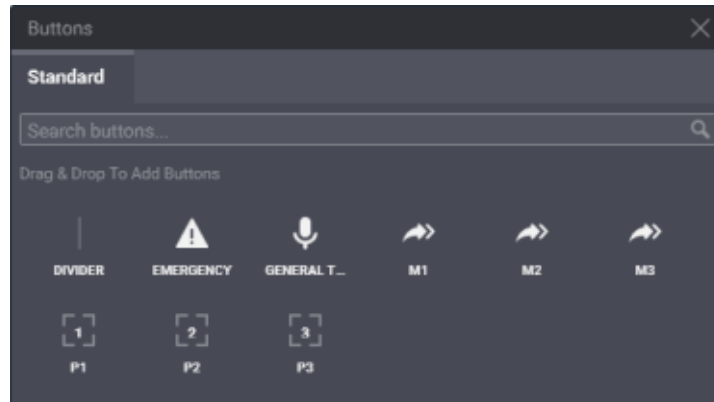 Buttons
Standard
Search buttons...
Drag & Drop To Add Buttons
DIVIDER EMERGENCY GENERAL T... M1 M2 M3
1 2 3
P1 P2 P3